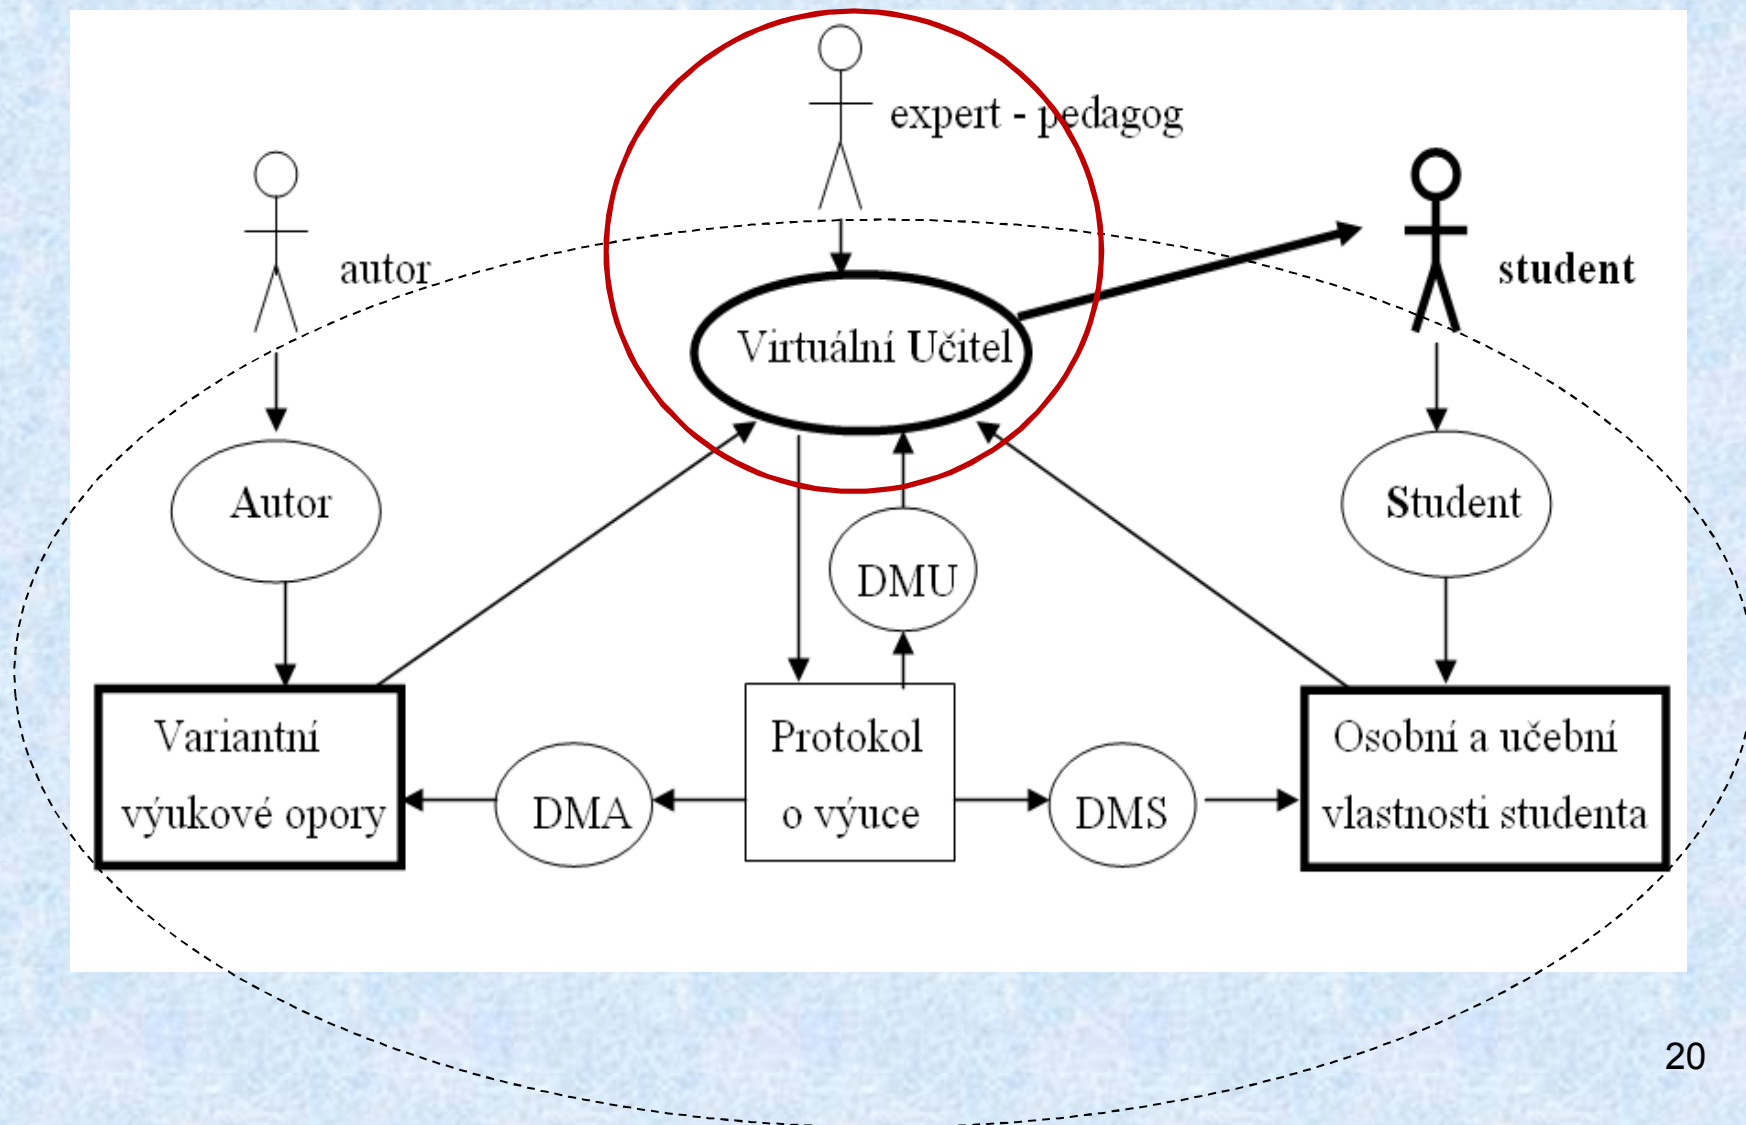 expert - pedagog
autor
student
Virtuální Učitel
Autor
Student
DMU
Variantní
výukové opory
DMA
Protokol
o výuce
DMS
Osobní a učební
vlastnosti studenta
20